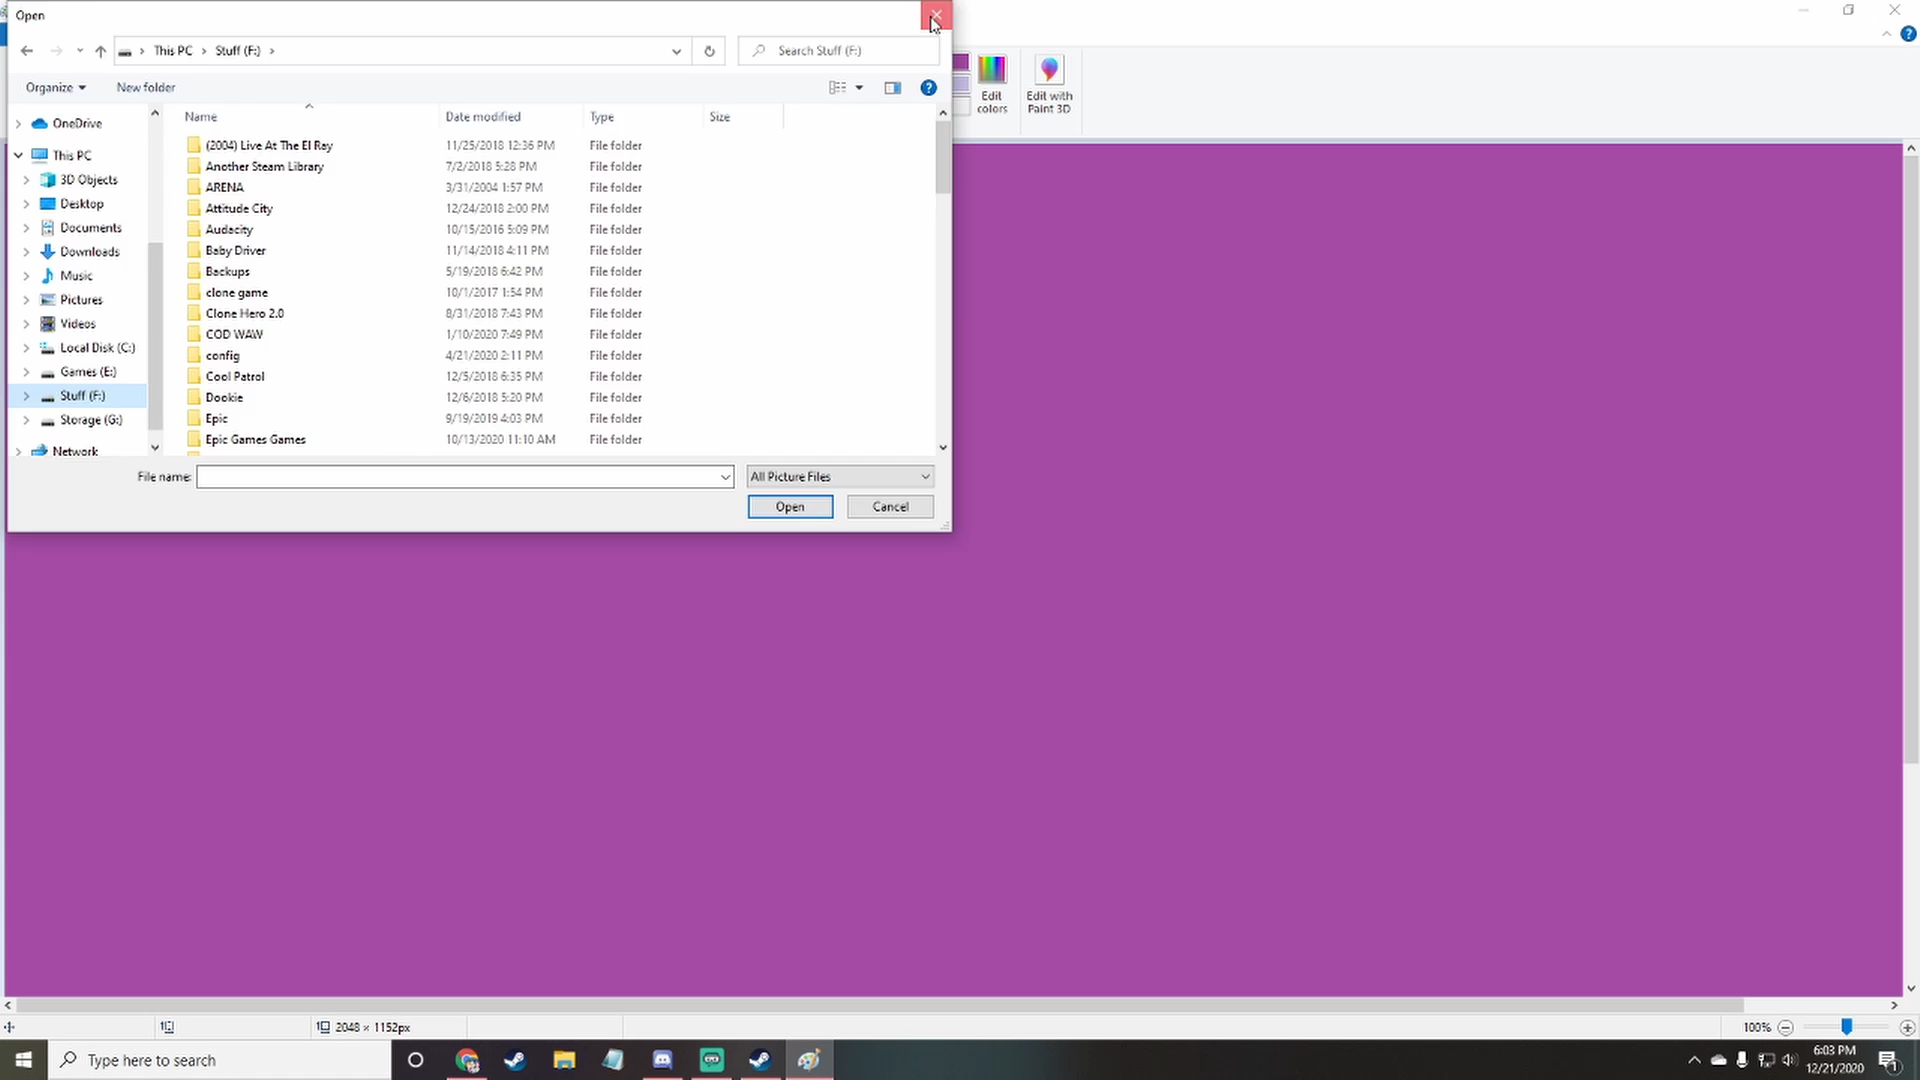 Open
This PC
Stuff (F:)
Search Stuff (F:)
Organize
New folder
Edit colors
Edit with Paint 3D
Name Date modified Type Size
OneDrive
This PC
3D Objects
Desktop
Documents
Downloads
Music
Pictures
Videos
Local Disk (C:)
Games (E:)
Stuff (F:)
Storage (G:)
Network
(2004) Live At The El Ray 11/25/2018 12:36 PM File folder
Another Steam Library 7/2/2018 5:28 PM File folder
ARENA 3/31/2004 1:57 PM File folder
Attitude City 12/24/2018 2:00 PM File folder
Audacity 10/15/2016 5:09 PM File folder
Baby Driver 11/14/2018 4:11 PM File folder
Backups 5/19/2018 6:42 PM File folder
clone game 10/1/2017 1:54 PM File folder
Clone Hero 2.0 8/31/2018 7:43 PM File folder
COD WAW 1/10/2020 7:49 PM File folder
config 4/21/2020 2:11 PM File folder
Cool Patrol 12/5/2018 6:35 PM File folder
Dookie 12/6/2018 5:20 PM File folder
Epic 9/19/2019 4:03 PM File folder
Epic Games Games 10/13/2020 11:10 AM File folder
File name:
All Picture Files
Open
Cancel
2048 × 1152px
100%
Type here to search
6:03 PM
12/21/2020